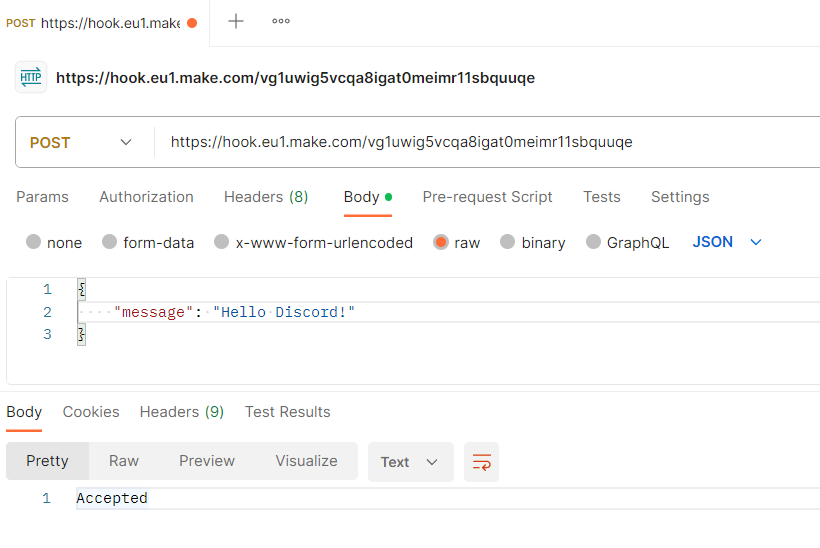 POST https://hook.eu1.make
HTTP https://hook.eu1.make.com/vg1uwig5vcqa8igat0meimr11sbquuqe
POST https://hook.eu1.make.com/vg1uwig5vcqa8igat0meimr11sbquuqe
Params Authorization Headers (8) Body Pre-request Script Tests Settings
none form-data x-www-form-urlencoded raw binary GraphQL JSON
1 {
2 "message": "Hello Discord!"
3 }
Body Cookies Headers (9) Test Results
Pretty Raw Preview Visualize Text
1 Accepted